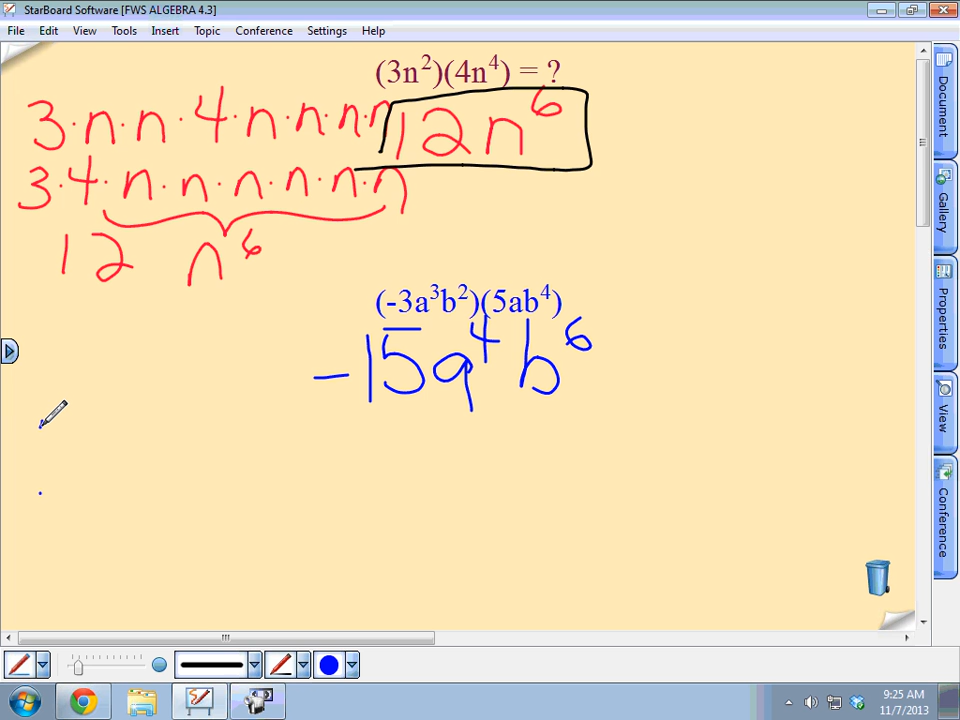 StarBoard Software [FWS ALGEBRA 4.3]
File Edit View Tools Insert Topic Conference Settings Help
(3n²)(4n⁴) = ?
3·n·n·4·n·n·n·n 12n⁶
3·4·n·n·n·n·n·n
12 n⁶
(-3a³b²)(5ab⁴)
-15a⁴b⁶
Document
Gallery
Properties
View
Conference
9:25 AM
11/7/2013